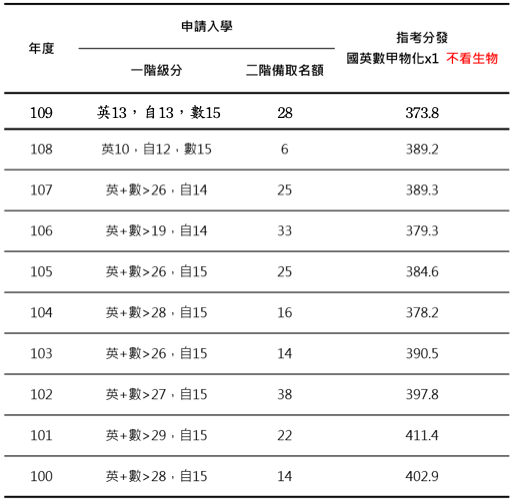 年度 申請入學 指考分發
一階級分 二階備取名額 國英數甲物化x1 不看生物
109 英13，自13，數15 28 373.8
108 英10，自12，數15 6 389.2
107 英+數>26，自14 25 389.3
106 英+數>19，自14 33 379.3
105 英+數>26，自15 25 384.6
104 英+數>28，自15 16 378.2
103 英+數>26，自15 14 390.5
102 英+數>27，自15 38 397.8
101 英+數>29，自15 22 411.4
100 英+數>28，自15 14 402.9